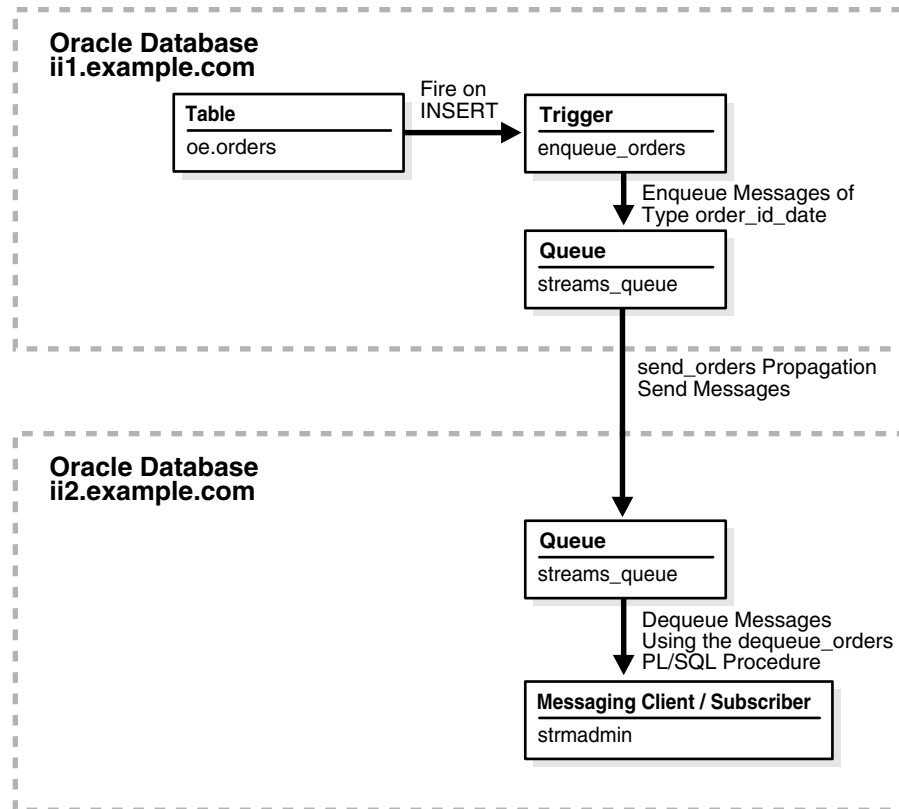 Oracle Database
ii1.example.com
Table
oe.orders
Fire on
INSERT
Trigger
enqueue_orders
Enqueue Messages of
Type order_id_date
Queue
streams_queue
send_orders Propagation
Send Messages
Oracle Database
ii2.example.com
Queue
streams_queue
Dequeue Messages
Using the dequeue_orders
PL/SQL Procedure
Messaging Client / Subscriber
strmadmin